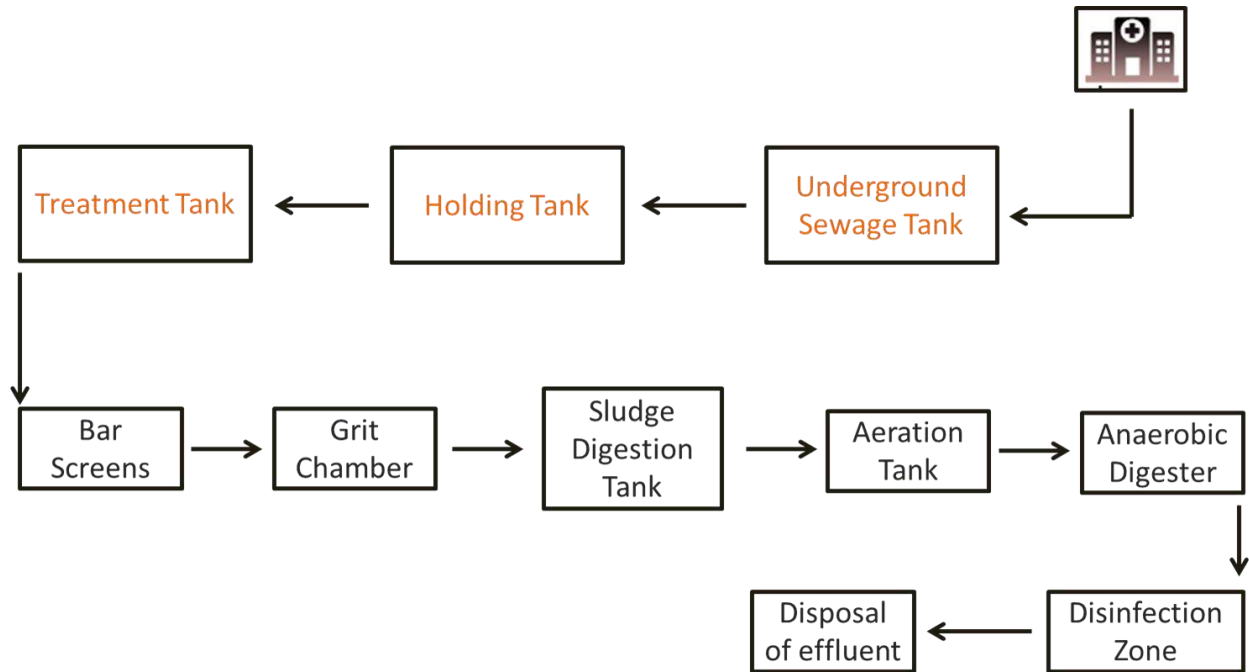 Treatment Tank
Holding Tank
Underground
Sewage Tank
Bar
Screens
Grit
Chamber
Sludge
Digestion
Tank
Aeration
Tank
Anaerobic
Digester
Disposal
of effluent
Disinfection
Zone